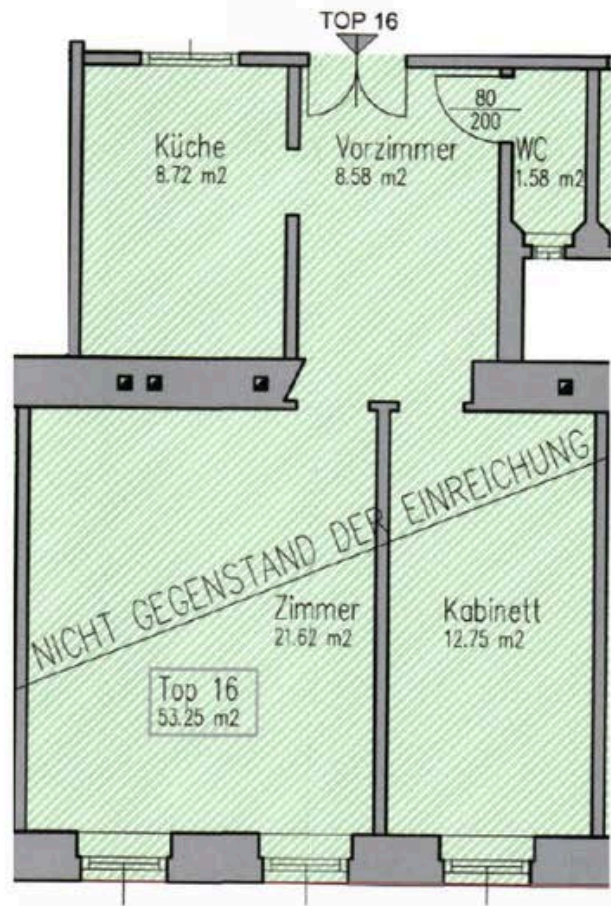 TOP 16
80
200
Küche
8.72 m2
Vorzimmer
8.58 m2
WC
1.58 m2
NICHT GEGENSTAND DER EINREICHUNG
Zimmer
21.62 m2
Kabinett
12.75 m2
Top 16
53.25 m2